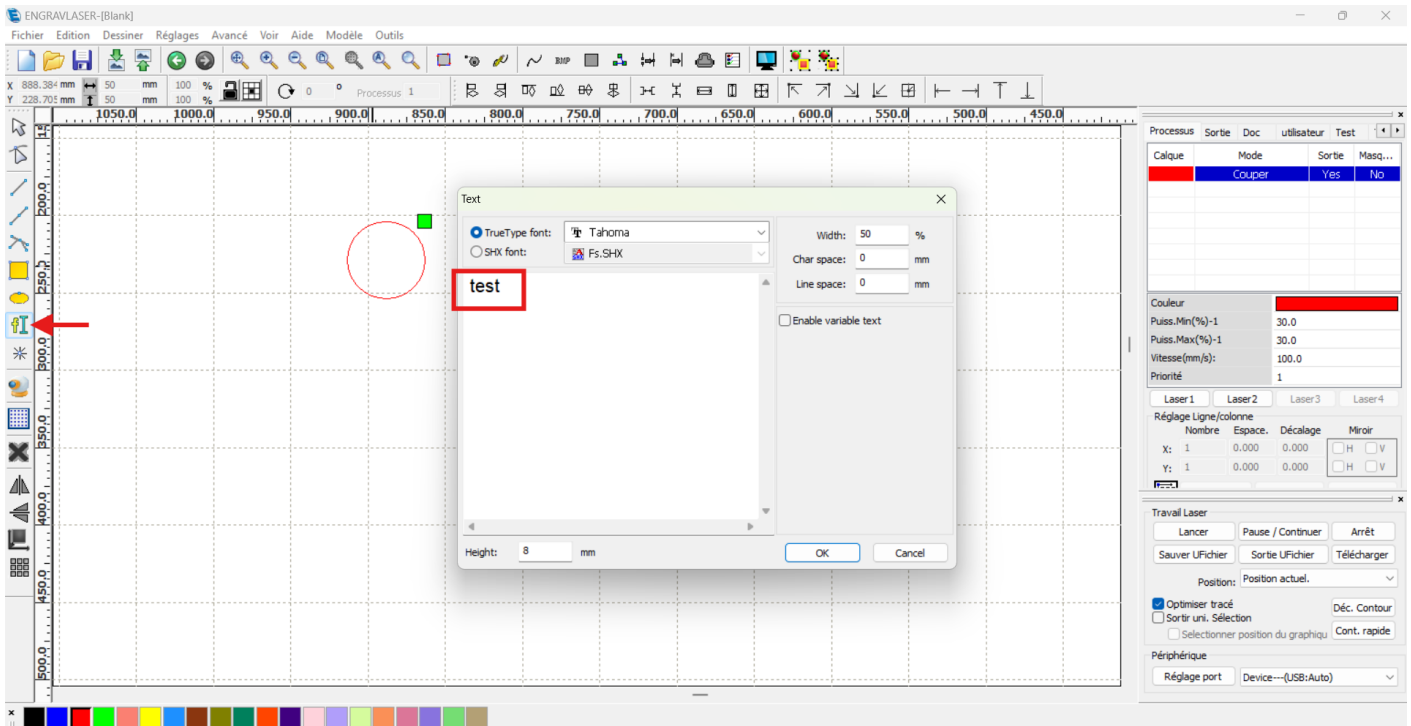 ENGRAVLASER-[Blank]
Fichier Edition Dessiner Réglages Avancé Voir Aide Modèle Outils
BMP
X 888.384 mm 50 mm 100 %
Y 228.705 mm 50 mm 100 %
0 ° Processus 1
1050.0 1000.0 950.0 900.0 850.0 800.0 750.0 700.0 650.0 600.0 550.0 500.0 450.0
200.0
250.0
300.0
350.0
400.0
450.0
500.0
Text
TrueType font: Tahoma
SHX font: Fs.SHX
test
Width: 50 %
Char space: 0 mm
Line space: 0 mm
Enable variable text
Height: 8 mm
OK Cancel
Processus Sortie Doc utilisateur Test
Calque Mode Sortie Masq...
Couper Yes No
Couleur
Puiss.Min(%)-1 30.0
Puiss.Max(%)-1 30.0
Vitesse(mm/s): 100.0
Priorité 1
Laser1 Laser2 Laser3 Laser4
Réglage Ligne/colonne
Nombre Espace. Décalage Miroir
X: 1 0.000 0.000 H V
Y: 1 0.000 0.000 H V
Travail Laser
Lancer Pause / Continuer Arrêt
Sauver UFichier Sortie UFichier Télécharger
Position: Position actuel.
Optimiser tracé
Sortir uni. Sélection
Selectionner position du graphiqu
Déc. Contour
Cont. rapide
Périphérique
Réglage port Device---(USB:Auto)